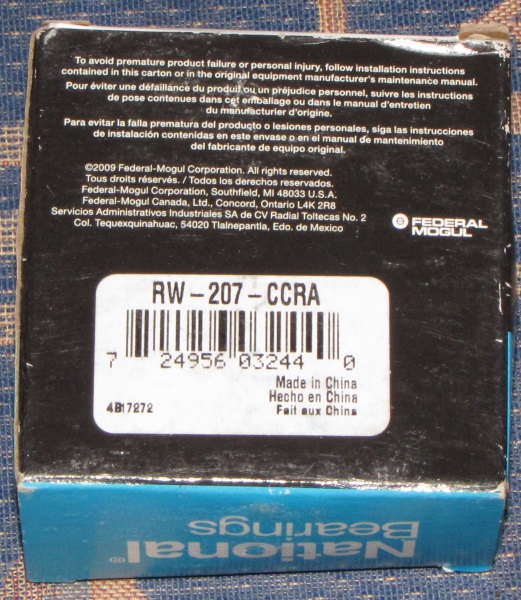 To avoid premature product failure or personal injury, follow installation instructions
contained in this carton or in the original equipment manufacturer's maintenance manual.
Pour éviter une défaillance du produit ou un préjudice personnel, suivre les instructions
de pose contenues dans cet emballage ou dans le manuel d'entretien
du manufacturier d'origine.
Para evitar la falla prematura del producto o lesiones personales, siga las instrucciones
de instalación contenidas en este envase o en el manual de mantenimiento
del fabricante de equipo original.
©2009 Federal-Mogul Corporation. All rights reserved.
Tous droits réservés. / Todos los derechos reservados.
Federal-Mogul Corporation, Southfield, MI 48033 U.S.A.
Federal-Mogul Canada, Ltd., Concord, Ontario L4K 2R8
Servicios Administrativos Industriales SA de CV Radial Toltecas No. 2
Col. Tequexquinahuac, 54020 Tlalnepantla, Edo. de Mexico
FEDERAL
MOGUL
RW-207-CCRA
7 24956 03244 0
Made in China
Hecho en China
Fait aux China
4B17272
National®
Bearings